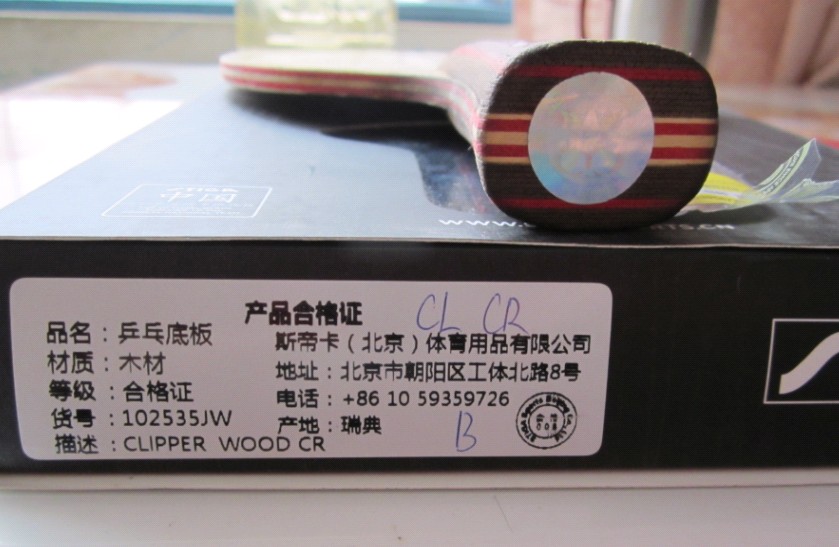 中国
产品合格证
CL CR
品名：乒乓底板
斯帝卡（北京）体育用品有限公司
材质：木材
地址：北京市朝阳区工体北路8号
等级：合格证
电话：+86 10 59359726
货号：102535JW
产地：瑞典
B
描述：CLIPPER WOOD CR